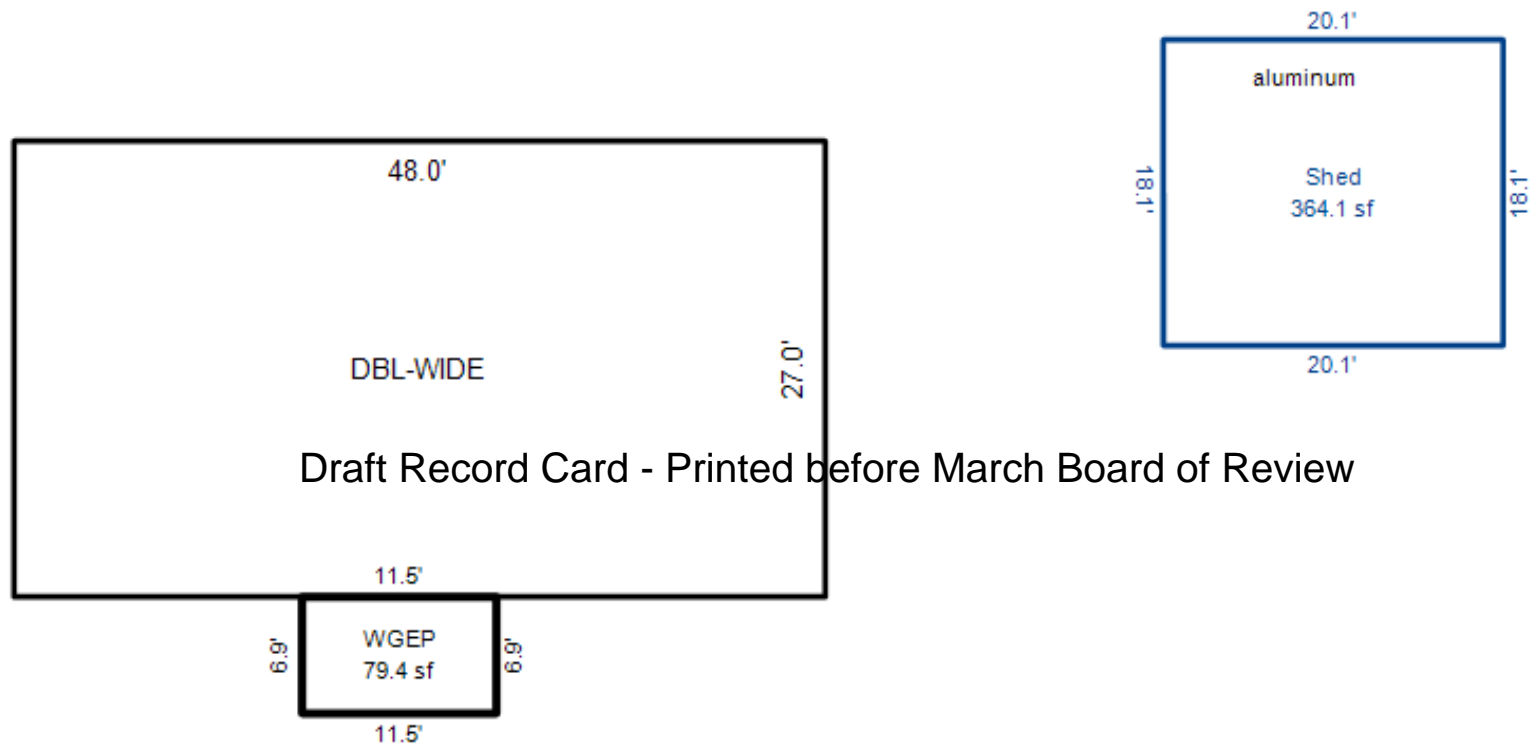 20.1'
aluminum
18.1'
Shed
364.1 sf
18.1'
20.1'
48.0'
DBL-WIDE
27.0'
Draft Record Card - Printed before March Board of Review
11.5'
6.9'
WGEP
79.4 sf
6.9'
11.5'